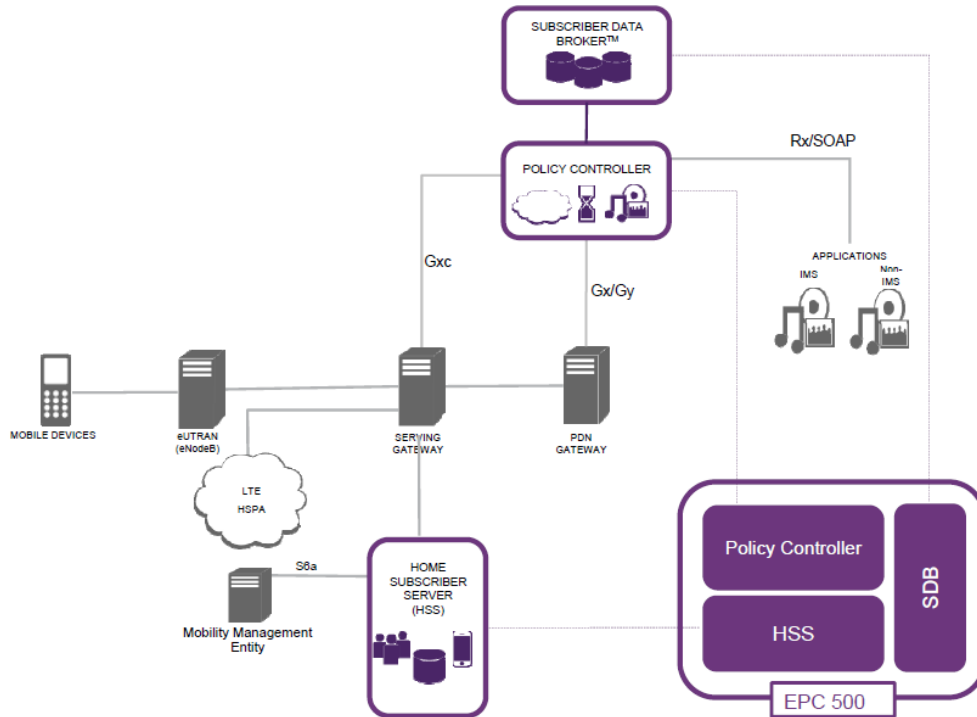 SUBSCRIBER DATA
BROKER™
Rx/SOAP
POLICY CONTROLLER
Gxc
Gx/Gy
APPLICATIONS
IMS
Non-
IMS
MOBILE DEVICES
eUTRAN
(eNodeB)
SERVING
GATEWAY
PDN
GATEWAY
LTE
HSPA
S6a
Mobility Management
Entity
HOME
SUBSCRIBER
SERVER
(HSS)
Policy Controller
HSS
SDB
EPC 500